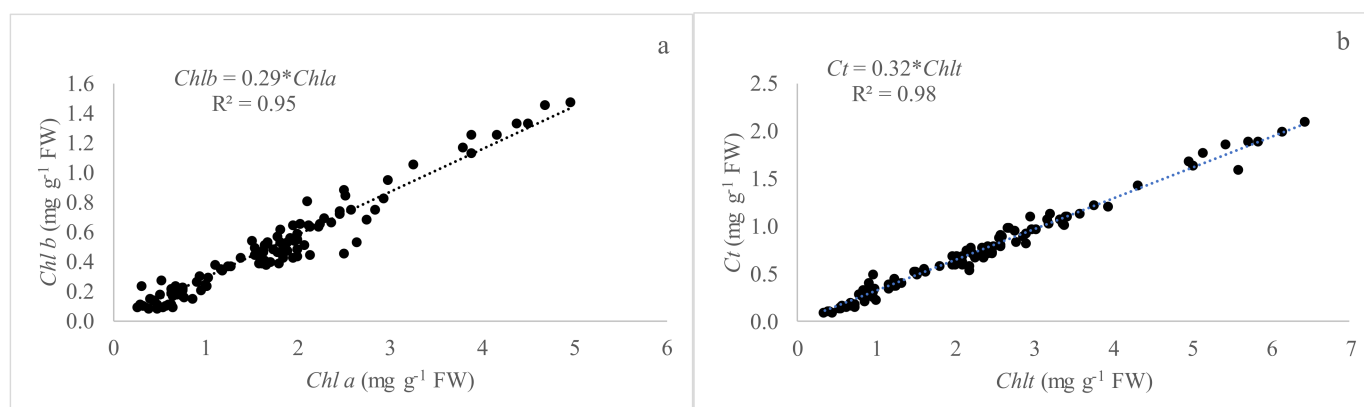 a
Chlb = 0.29*Chla
R² = 0.95
1.6
1.4
1.2
1.0
0.8
0.6
0.4
0.2
0.0
Chl b (mg g⁻¹ FW)
0 1 2 3 4 5 6
Chl a (mg g⁻¹ FW)
b
Ct = 0.32*Chlt
R² = 0.98
2.5
2.0
1.5
1.0
0.5
0.0
Ct (mg g⁻¹ FW)
0 1 2 3 4 5 6 7
Chlt (mg g⁻¹ FW)